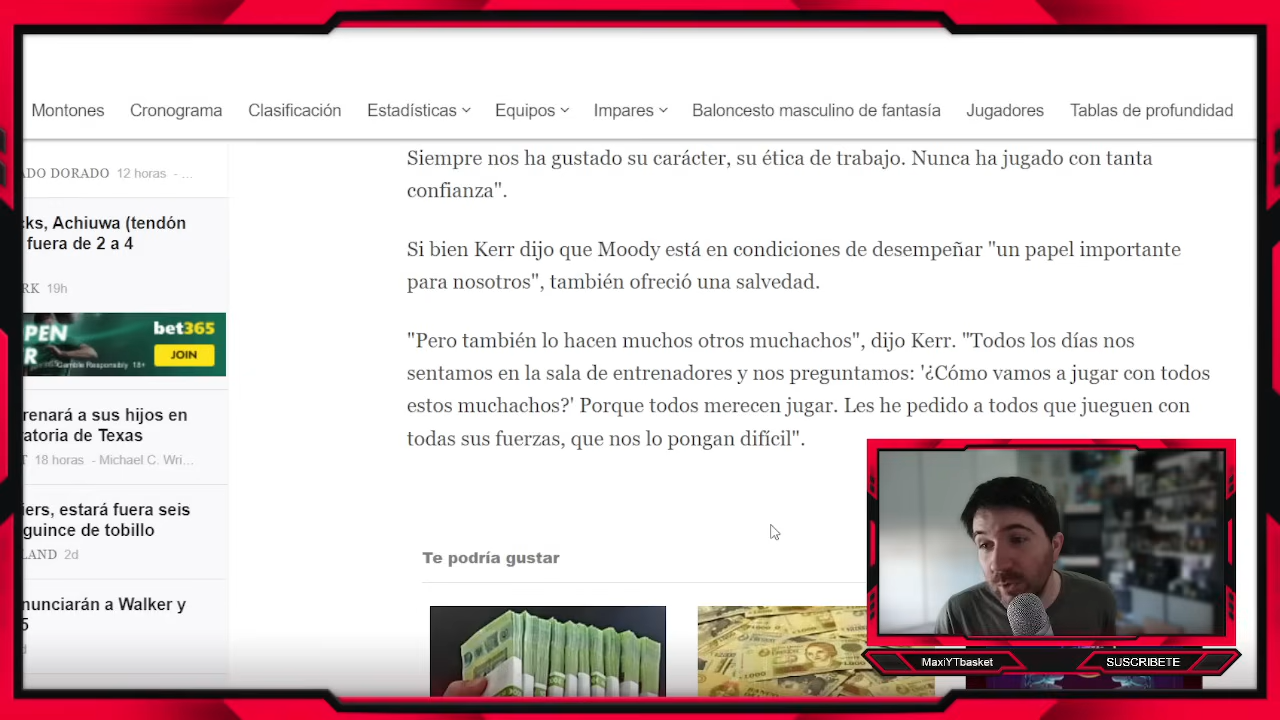 Montones Cronograma Clasificación Estadísticas Equipos Impares Baloncesto masculino de fantasía Jugadores Tablas de profundidad
ADO DORADO 12 horas - ...
cks, Achiuwa (tendón
fuera de 2 a 4
RK 19h
PEN
R
bet365
JOIN
Gamble Responsibly 18+
renará a sus hijos en
atoria de Texas
T 18 horas - Michael C. Wri...
iers, estará fuera seis
guince de tobillo
LAND 2d
nunciarán a Walker y
5
Siempre nos ha gustado su carácter, su ética de trabajo. Nunca ha jugado con tanta
confianza".
Si bien Kerr dijo que Moody está en condiciones de desempeñar "un papel importante
para nosotros", también ofreció una salvedad.
"Pero también lo hacen muchos otros muchachos", dijo Kerr. "Todos los días nos
sentamos en la sala de entrenadores y nos preguntamos: '¿Cómo vamos a jugar con todos
estos muchachos?' Porque todos merecen jugar. Les he pedido a todos que jueguen con
todas sus fuerzas, que nos lo pongan difícil".
Te podría gustar
MaxiYTbasket
SUSCRIBETE